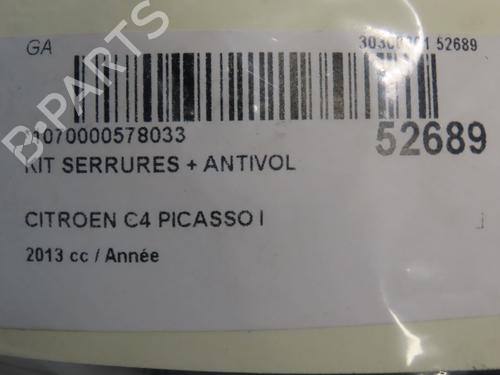 GA
52689
1070000578033
52689
KIT SERRURES + ANTIVOL
CITROEN C4 PICASSO I
2013 cc / Année
B-PARTS